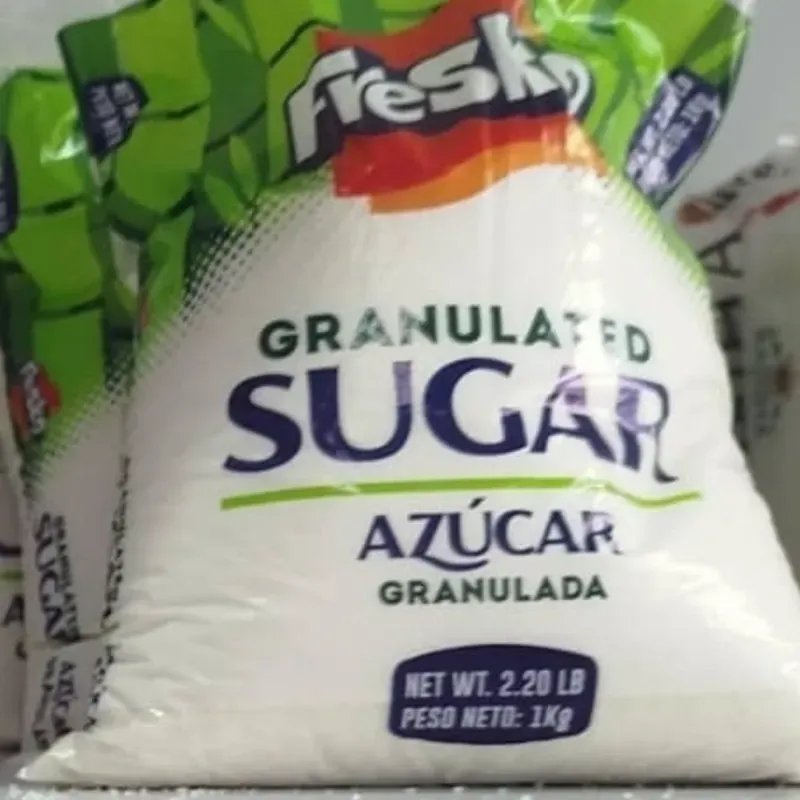 Fresko
GRANULATED
SUGAR
AZÚCAR
GRANULADA
NET WT. 2.20 LB
PESO NETO: 1Kg